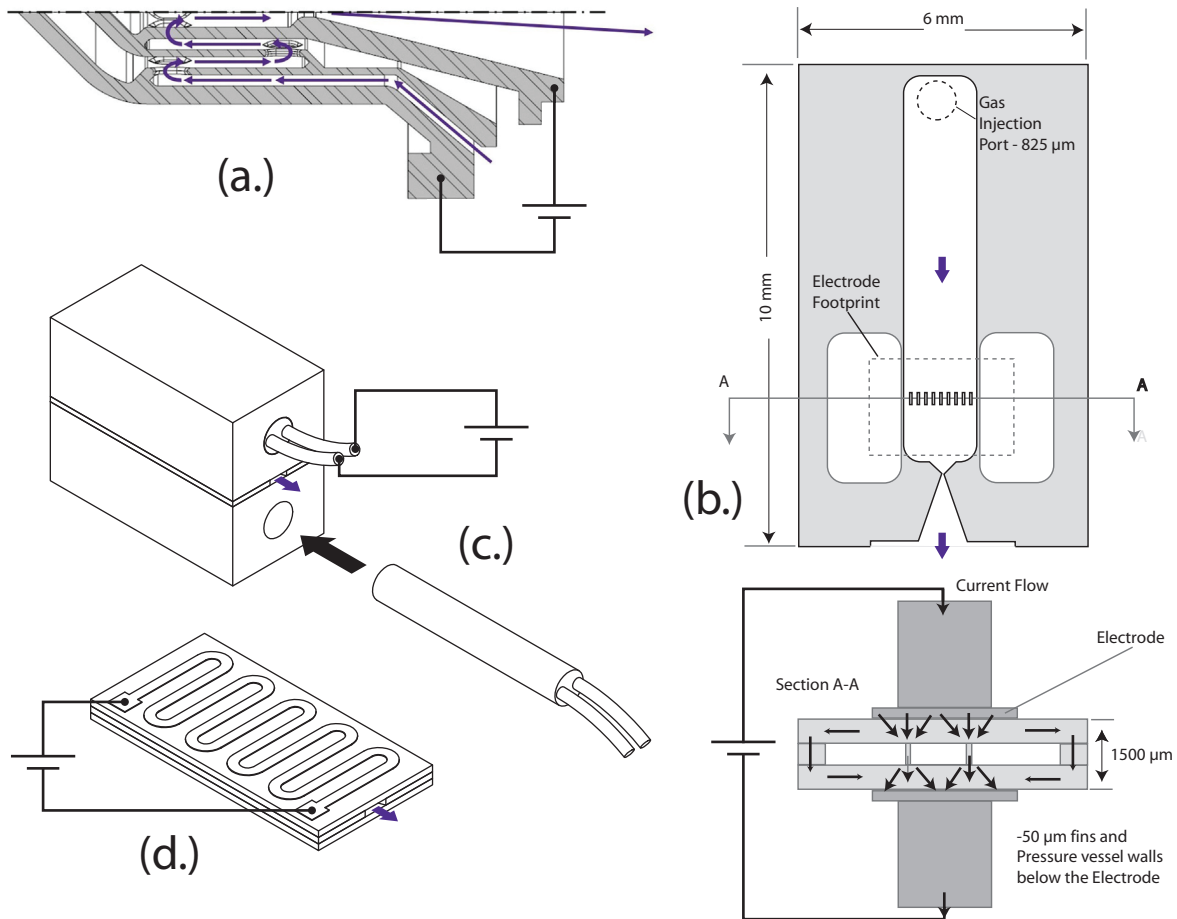 (a.)
6 mm
Gas
Injection
Port - 825 µm
10 mm
Electrode
Footprint
A
A
A
(b.)
(c.)
(d.)
Current Flow
Electrode
Section A-A
1500 µm
-50 µm fins and
Pressure vessel walls
below the Electrode